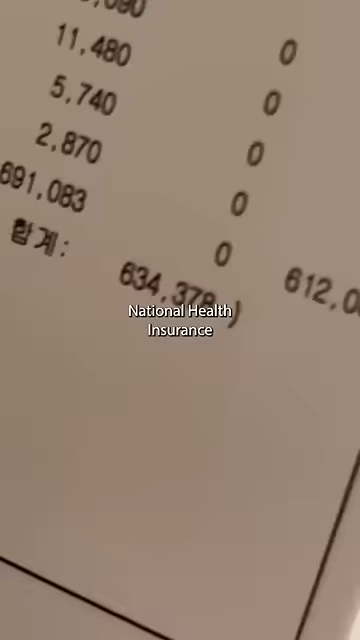 11,480 0
5,740 0
2,870 0
691,083 0
합계: 0
National Health
Insurance